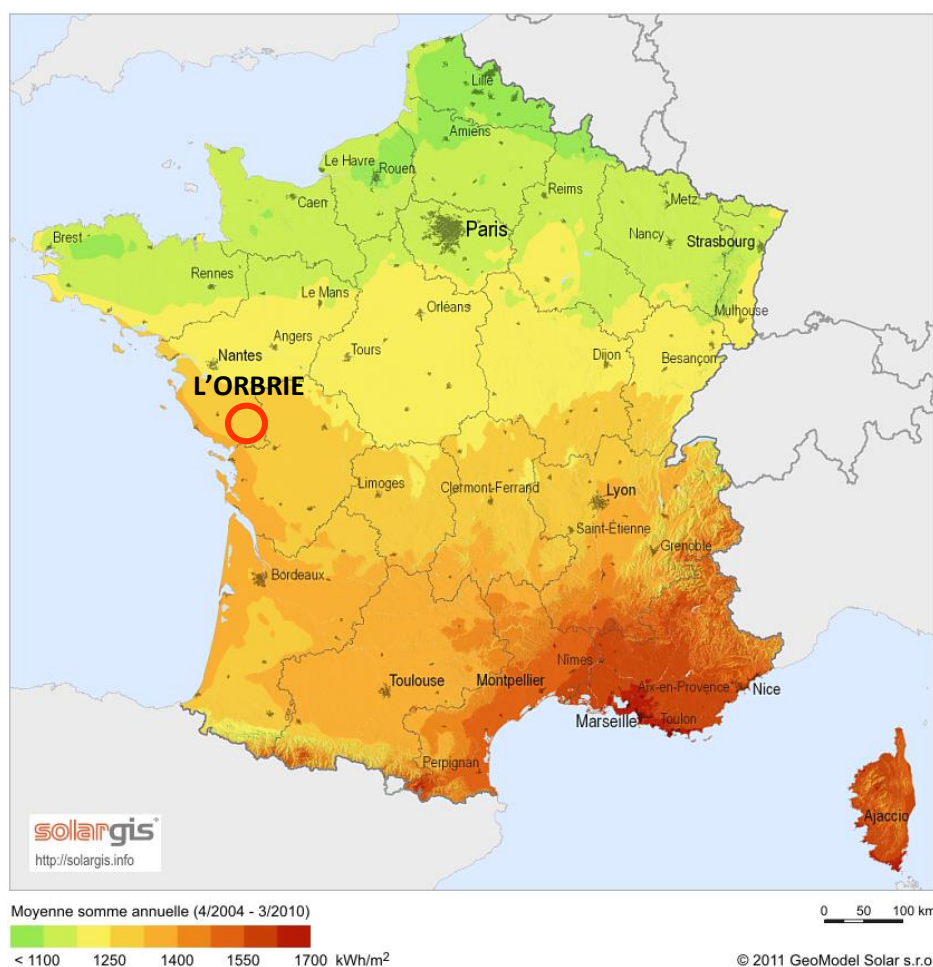 Lille
Amiens
Le Havre
Rouen
Reims
Caen
Metz
Paris
Nancy
Strasbourg
Brest
Rennes
Le Mans
Orléans
Mulhouse
Angers
Nantes
Tours
Dijon
Besançon
L'ORBRIE
Limoges
Clermont-Ferrand
Lyon
Saint-Etienne
Grenoble
Bordeaux
Nîmes
Toulouse
Montpellier
Aix-en-Provence
Nice
Marseille
Toulon
Perpignan
Ajaccio
solargis
http://solargis.info
Moyenne somme annuelle (4/2004 - 3/2010)
0 50 100 km
< 1100 1250 1400 1550 1700 kWh/m²
© 2011 GeoModel Solar s.r.o